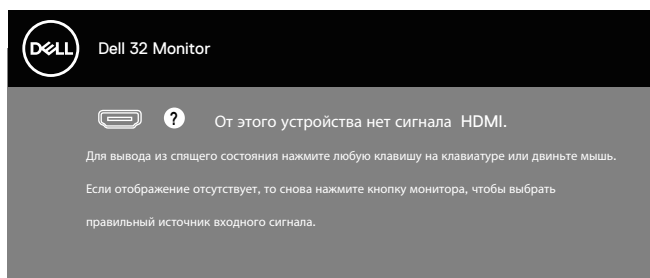 DELL
Dell 32 Monitor
? От этого устройства нет сигнала HDMI.
Для вывода из спящего состояния нажмите любую клавишу на клавиатуре или двиньте мышь.
Если отображение отсутствует, то снова нажмите кнопку монитора, чтобы выбрать
правильный источник входного сигнала.